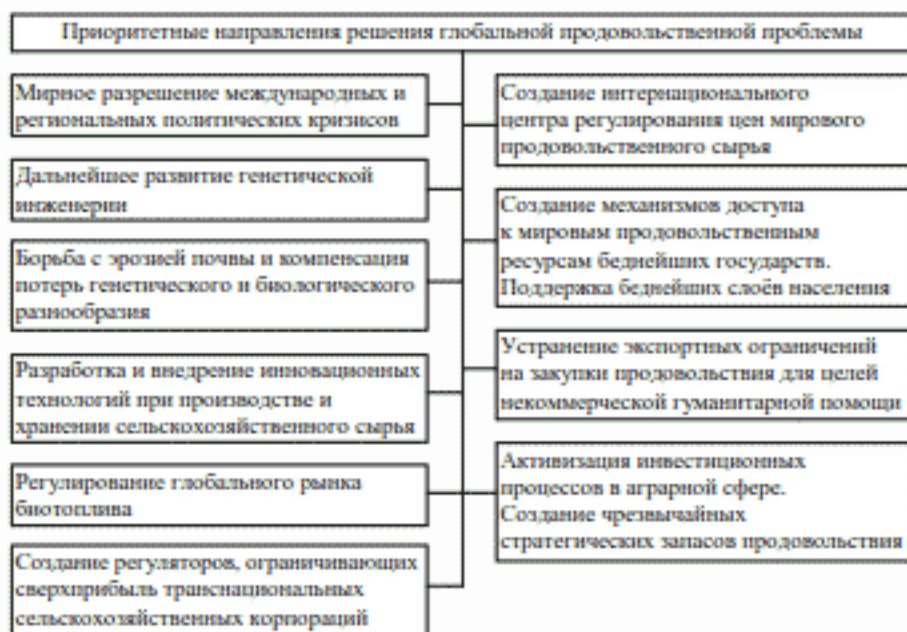 Приоритетные направления решения глобальной продовольственной проблемы
Мирное разрешение международных и
региональных политических кризисов
Дальнейшее развитие генетической
инженерии
Борьба с эрозией почвы и компенсация
потерь генетического и биологического
разнообразия
Разработка и внедрение инновационных
технологий при производстве и
хранении сельскохозяйственного сырья
Регулирование глобального рынка
биотоплива
Создание регуляторов, ограничивающих
сверхприбыль транснациональных
сельскохозяйственных корпораций
Создание интернационального
центра регулирования цен мирового
продовольственного сырья
Создание механизмов доступа
к мировым продовольственным
ресурсам беднейших государств.
Поддержка беднейших слоёв населения
Устранение экспортных ограничений
на закупки продовольствия для целей
некоммерческой гуманитарной помощи
Активизация инвестиционных
процессов в аграрной сфере.
Создание чрезвычайных
стратегических запасов продовольствия